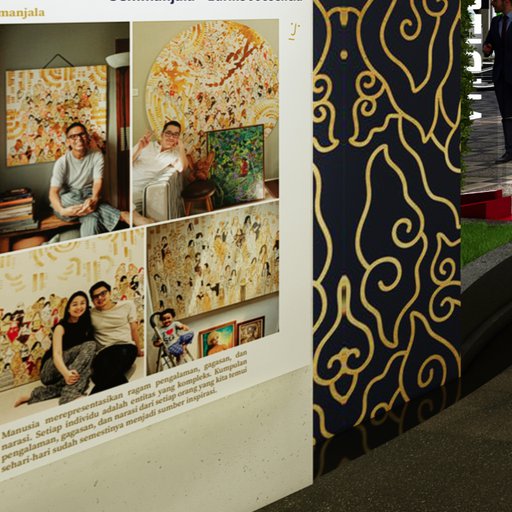 manjala
Manusia merepresentasikan ragam pengalaman, gagasan, dan
narasi. Setiap individu adalah entitas yang kompleks. Kumpulan
pengalaman, gagasan, dan narasi dari setiap orang yang kita temui
sehari-hari sudah semestinya menjadi sumber inspirasi.